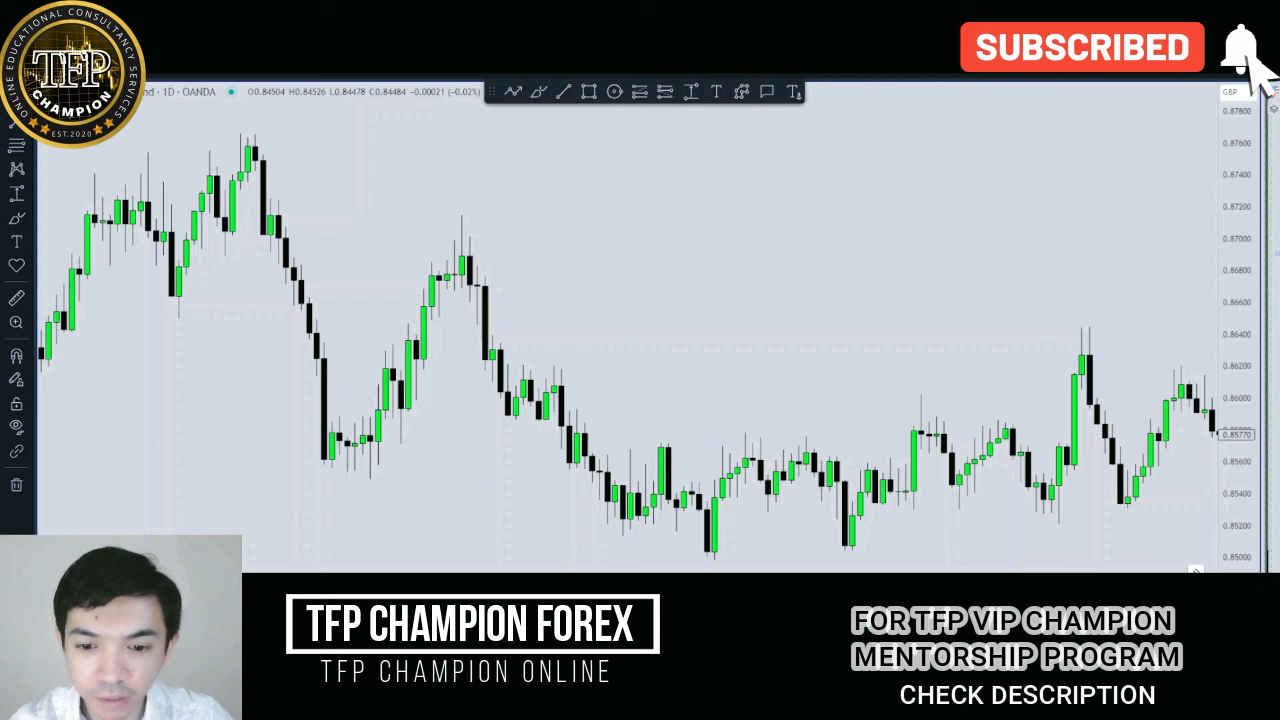 ONLINE EDUCATIONAL CONSULTANCY SERVICES
TFP
CHAMPION
EST.2020
SUBSCRIBED
nd · 1D · OANDA
O0.84504 H0.84526 L0.84478 C0.84484 −0.00021 (−0.02%)
GBP
0.87800
0.87600
0.87400
0.87200
0.87000
0.86800
0.86600
0.86400
0.86200
0.86000
0.85770
0.85600
0.85400
0.85200
0.85000
TFP CHAMPION FOREX
TFP CHAMPION ONLINE
FOR TFP VIP CHAMPION
MENTORSHIP PROGRAM
CHECK DESCRIPTION